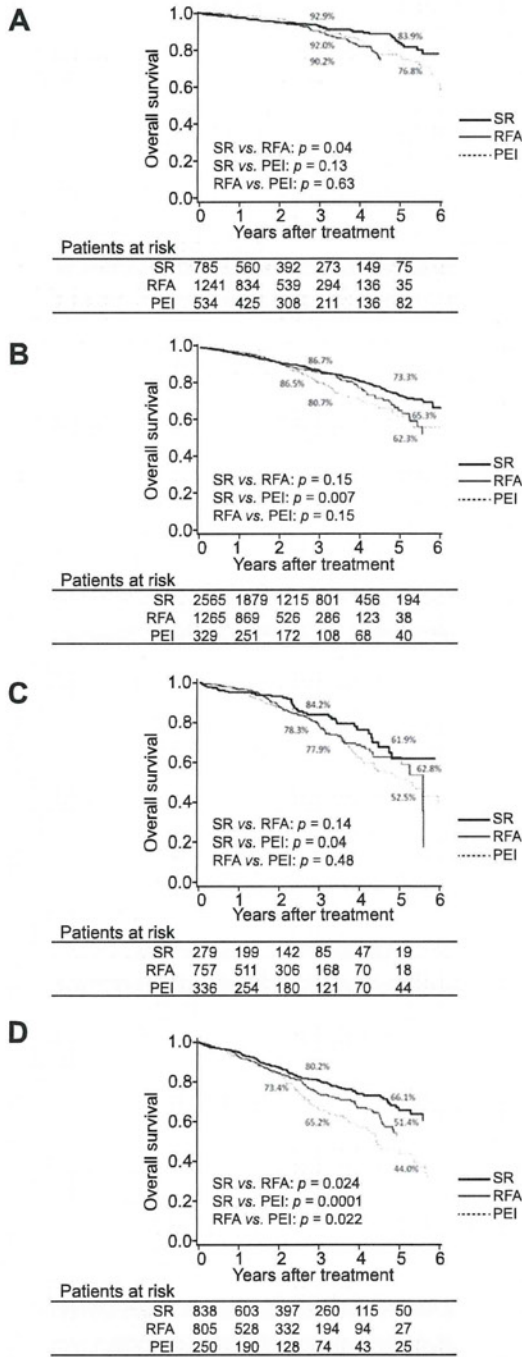 A
Overall survival
1.0
0.8
0.6
0.4
0.2
0.0
92.9%
83.9%
92.0%
90.2%
76.8%
SR
RFA
PEI
SR vs. RFA: p = 0.04
SR vs. PEI: p = 0.13
RFA vs. PEI: p = 0.63
0 1 2 3 4 5 6
Years after treatment
Patients at risk
SR 785 560 392 273 149 75
RFA 1241 834 539 294 136 35
PEI 534 425 308 211 136 82
B
Overall survival
1.0
0.8
0.6
0.4
0.2
0.0
86.7%
73.3%
86.5%
80.7%
65.3%
62.3%
SR
RFA
PEI
SR vs. RFA: p = 0.15
SR vs. PEI: p = 0.007
RFA vs. PEI: p = 0.15
0 1 2 3 4 5 6
Years after treatment
Patients at risk
SR 2565 1879 1215 801 456 194
RFA 1265 869 526 286 123 38
PEI 329 251 172 108 68 40
C
Overall survival
1.0
0.8
0.6
0.4
0.2
0.0
84.2%
78.3%
61.9%
77.9%
62.8%
52.5%
SR
RFA
PEI
SR vs. RFA: p = 0.14
SR vs. PEI: p = 0.04
RFA vs. PEI: p = 0.48
0 1 2 3 4 5 6
Years after treatment
Patients at risk
SR 279 199 142 85 47 19
RFA 757 511 306 168 70 18
PEI 336 254 180 121 70 44
D
Overall survival
1.0
0.8
0.6
0.4
0.2
0.0
80.2%
73.4%
66.1%
65.2%
51.4%
44.0%
SR
RFA
PEI
SR vs. RFA: p = 0.024
SR vs. PEI: p = 0.0001
RFA vs. PEI: p = 0.022
0 1 2 3 4 5 6
Years after treatment
Patients at risk
SR 838 603 397 260 115 50
RFA 805 528 332 194 94 27
PEI 250 190 128 74 43 25